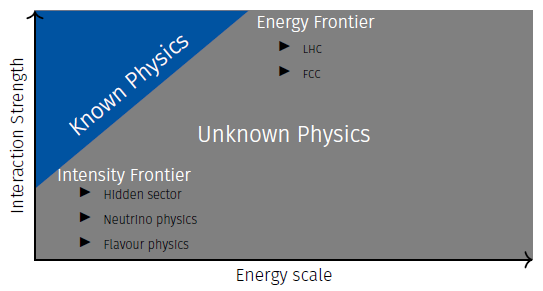 Energy Frontier
LHC
FCC
Known Physics
Unknown Physics
Intensity Frontier
Hidden sector
Neutrino physics
Flavour physics
Interaction Strength
Energy scale